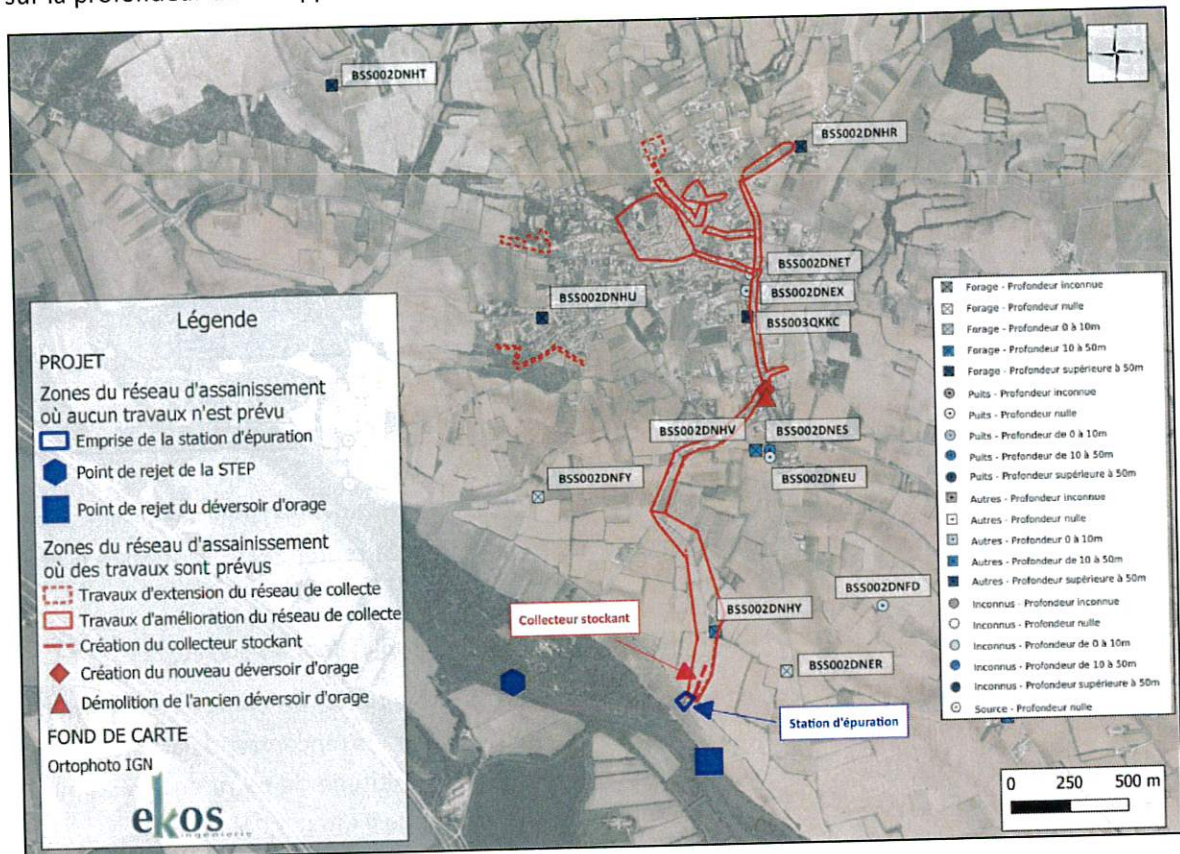 sur la profondeur
BSS002DNHT
BSS002DNHR
BSS002DNET
BSS002DNEX
BSS002DNHU
BSS003QKKC
BSS002DNHV
BSS002DNES
BSS002DNFY
BSS002DNEU
BSS002DNFD
BSS002DNHY
Collecteur stockant
BSS002DNER
Station d'épuration
Légende
PROJET
Zones du réseau d'assainissement
où aucun travaux n'est prévu
Emprise de la station d'épuration
Point de rejet de la STEP
Point de rejet du déversoir d'orage
Zones du réseau d'assainissement
où des travaux sont prévus
Travaux d'extension du réseau de collecte
Travaux d'amélioration du réseau de collecte
Création du collecteur stockant
Création du nouveau déversoir d'orage
Démolition de l'ancien déversoir d'orage
FOND DE CARTE
Ortophoto IGN
ekos
ingénierie
Forage - Profondeur inconnue
Forage - Profondeur nulle
Forage - Profondeur 0 à 10m
Forage - Profondeur 10 à 50m
Forage - Profondeur supérieure à 50m
Puits - Profondeur inconnue
Puits - Profondeur nulle
Puits - Profondeur de 0 à 10m
Puits - Profondeur de 10 à 50m
Puits - Profondeur supérieure à 50m
Autres - Profondeur inconnue
Autres - Profondeur nulle
Autres - Profondeur 0 à 10m
Autres - Profondeur de 10 à 50m
Autres - Profondeur supérieure à 50m
Inconnus - Profondeur inconnue
Inconnus - Profondeur nulle
Inconnus - Profondeur de 0 à 10m
Inconnus - Profondeur de 10 à 50m
Inconnus - Profondeur supérieure à 50m
Source - Profondeur nulle
0 250 500 m